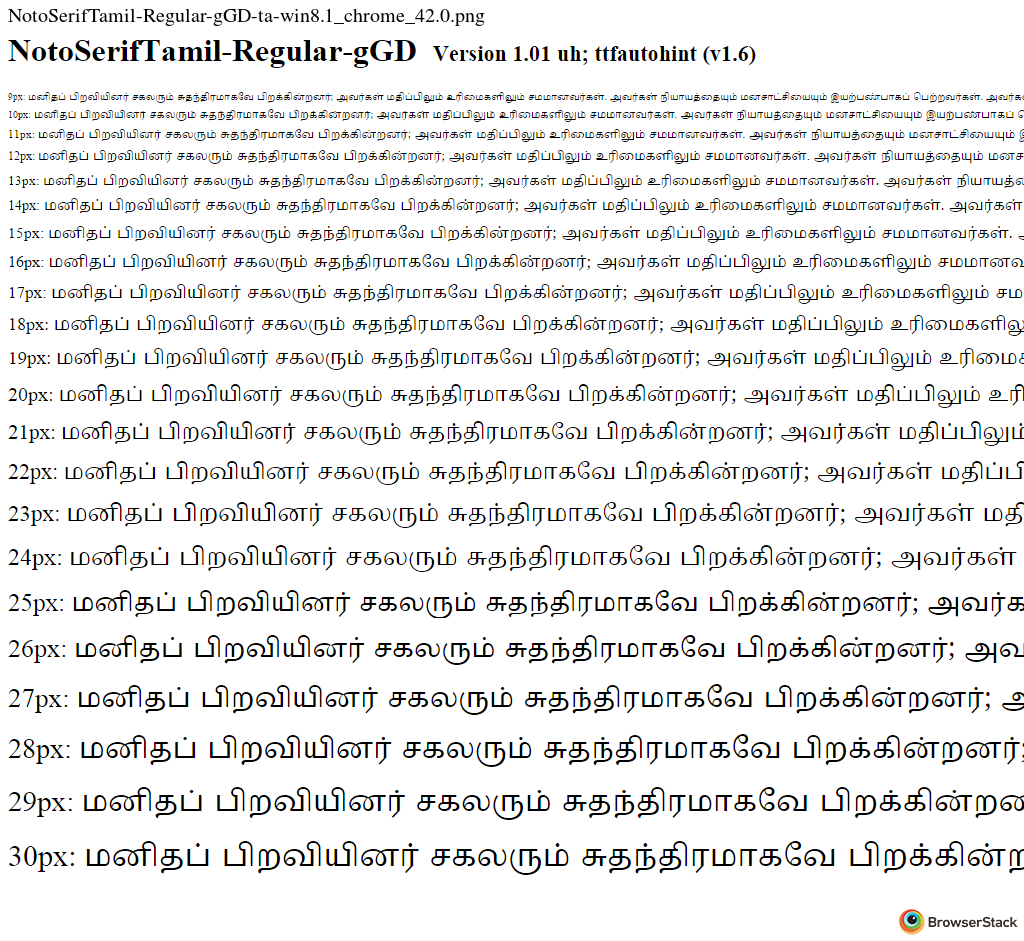 NotoSerifTamil-Regular-gGD-ta-win8.1_chrome_42.0.png
NotoSerifTamil-Regular-gGD Version 1.01 uh; ttfautohint (v1.6)
9px: மனிதப் பிறவியினர் சகலரும் சுதந்திரமாகவே பிறக்கின்றனர்; அவர்கள் மதிப்பிலும் உரிமைகளிலும் சமமானவர்கள். அவர்கள் நியாயத்தையும் மனசாட்சியையும் இயற்பண்பாகப் பெற்றவர்கள்.
10px: மனிதப் பிறவியினர் சகலரும் சுதந்திரமாகவே பிறக்கின்றனர்; அவர்கள் மதிப்பிலும் உரிமைகளிலும் சமமானவர்கள். அவர்கள் நியாயத்தையும் மனசாட்சியையும் இயற்பண்பாகப்
11px: மனிதப் பிறவியினர் சகலரும் சுதந்திரமாகவே பிறக்கின்றனர்; அவர்கள் மதிப்பிலும் உரிமைகளிலும் சமமானவர்கள். அவர்கள் நியாயத்தையும் மனசாட்சியையும்
12px: மனிதப் பிறவியினர் சகலரும் சுதந்திரமாகவே பிறக்கின்றனர்; அவர்கள் மதிப்பிலும் உரிமைகளிலும் சமமானவர்கள். அவர்கள் நியாயத்தையும் மனச
13px: மனிதப் பிறவியினர் சகலரும் சுதந்திரமாகவே பிறக்கின்றனர்; அவர்கள் மதிப்பிலும் உரிமைகளிலும் சமமானவர்கள். அவர்கள் நியாயத்
14px: மனிதப் பிறவியினர் சகலரும் சுதந்திரமாகவே பிறக்கின்றனர்; அவர்கள் மதிப்பிலும் உரிமைகளிலும் சமமானவர்கள். அவர்கள்
15px: மனிதப் பிறவியினர் சகலரும் சுதந்திரமாகவே பிறக்கின்றனர்; அவர்கள் மதிப்பிலும் உரிமைகளிலும் சமமானவர்கள்.
16px: மனிதப் பிறவியினர் சகலரும் சுதந்திரமாகவே பிறக்கின்றனர்; அவர்கள் மதிப்பிலும் உரிமைகளிலும் சமமானவ
17px: மனிதப் பிறவியினர் சகலரும் சுதந்திரமாகவே பிறக்கின்றனர்; அவர்கள் மதிப்பிலும் உரிமைகளிலும் சம
18px: மனிதப் பிறவியினர் சகலரும் சுதந்திரமாகவே பிறக்கின்றனர்; அவர்கள் மதிப்பிலும் உரிமைகளிலு
19px: மனிதப் பிறவியினர் சகலரும் சுதந்திரமாகவே பிறக்கின்றனர்; அவர்கள் மதிப்பிலும் உரிமைக
20px: மனிதப் பிறவியினர் சகலரும் சுதந்திரமாகவே பிறக்கின்றனர்; அவர்கள் மதிப்பிலும் உரி
21px: மனிதப் பிறவியினர் சகலரும் சுதந்திரமாகவே பிறக்கின்றனர்; அவர்கள் மதிப்பிலும்
22px: மனிதப் பிறவியினர் சகலரும் சுதந்திரமாகவே பிறக்கின்றனர்; அவர்கள் மதிப்பி
23px: மனிதப் பிறவியினர் சகலரும் சுதந்திரமாகவே பிறக்கின்றனர்; அவர்கள் மதி
24px: மனிதப் பிறவியினர் சகலரும் சுதந்திரமாகவே பிறக்கின்றனர்; அவர்கள்
25px: மனிதப் பிறவியினர் சகலரும் சுதந்திரமாகவே பிறக்கின்றனர்; அவர்க
26px: மனிதப் பிறவியினர் சகலரும் சுதந்திரமாகவே பிறக்கின்றனர்; அவ
27px: மனிதப் பிறவியினர் சகலரும் சுதந்திரமாகவே பிறக்கின்றனர்;
28px: மனிதப் பிறவியினர் சகலரும் சுதந்திரமாகவே பிறக்கின்றனர்;
29px: மனிதப் பிறவியினர் சகலரும் சுதந்திரமாகவே பிறக்கின்றன
30px: மனிதப் பிறவியினர் சகலரும் சுதந்திரமாகவே பிறக்கின்ற
BrowserStack